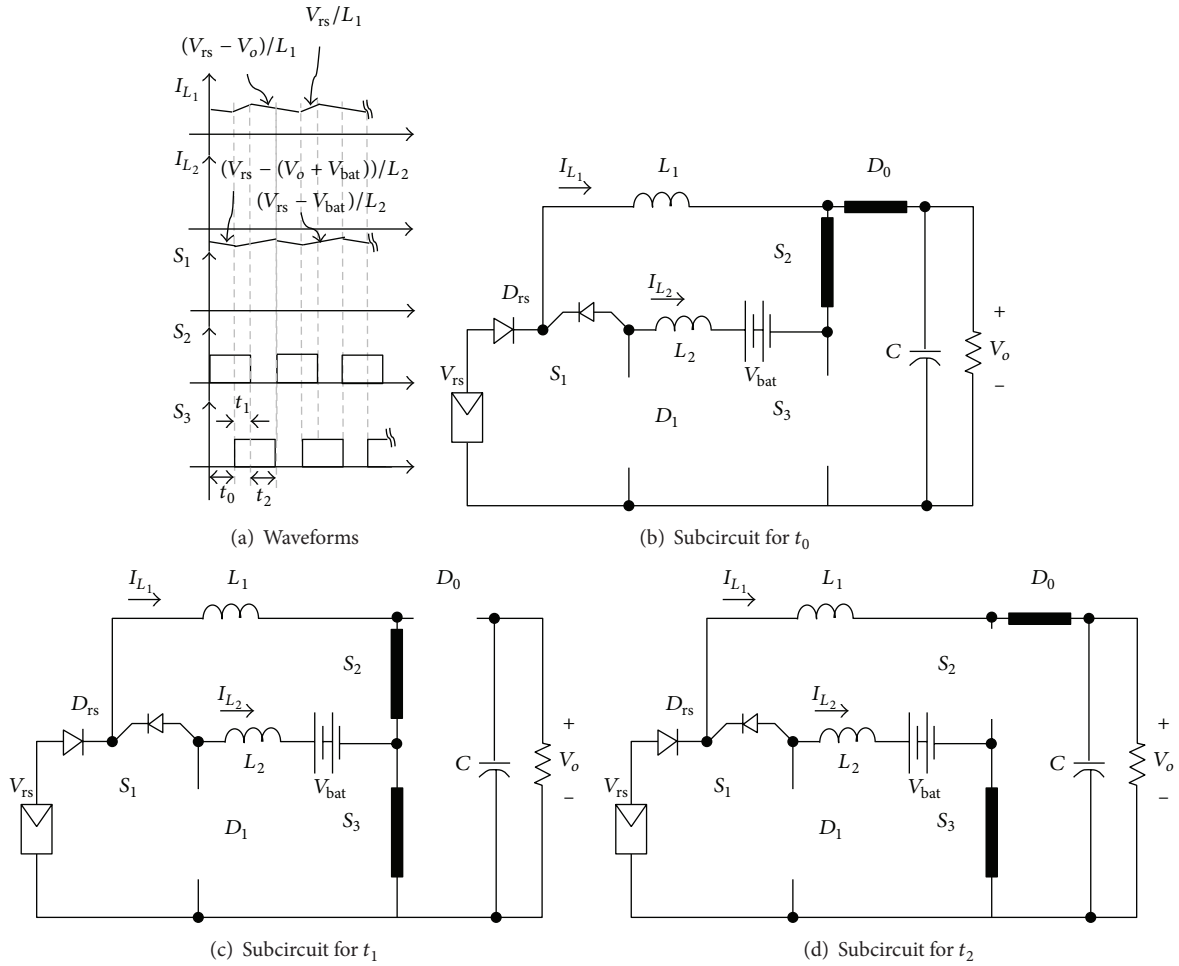 V_rs/L_1
(V_rs − V_o)/L_1
I_L1
I_L2
(V_rs − (V_o + V_bat))/L_2
(V_rs − V_bat)/L_2
S_1
S_2
t_1
S_3
t_0
t_2
(a) Waveforms
I_L1
L_1
D_0
S_2
I_L2
D_rs
+
L_2
C
V_o
S_1
V_bat
−
V_rs
S_3
D_1
(b) Subcircuit for t_0
I_L1
L_1
D_0
S_2
D_rs
I_L2
+
L_2
C
V_o
S_1
V_bat
−
V_rs
S_3
D_1
(c) Subcircuit for t_1
I_L1
L_1
D_0
S_2
D_rs
I_L2
+
L_2
C
V_o
S_1
V_bat
−
V_rs
S_3
D_1
(d) Subcircuit for t_2